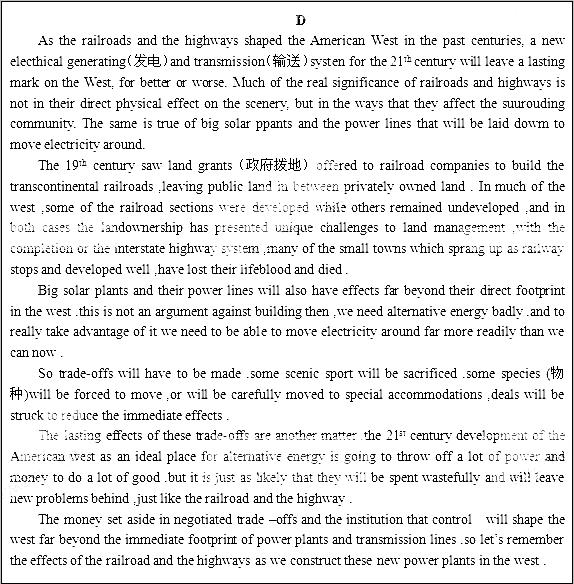 D
As the railroads and the highways shaped the American West in the past centuries, a new
electhical generating(发电)and transmission(输送)systen for the 21th century will leave a lasting
mark on the West, for better or worse. Much of the real significance of railroads and highways is
not in their direct physical effect on the scenery, but in the ways that they affect the suurouding
community. The same is true of big solar ppants and the power lines that will be laid dowm to
move electricity around.
The 19th century saw land grants (政府拨地) offered to railroad companies to build the
transcontinental railroads ,leaving public land in between privately owned land . In much of the
west ,some of the railroad sections were developed while others remained undeveloped ,and in
both cases the landownership has presented unique challenges to land management ,with the
completion or the interstate highway system ,many of the small towns which sprang up as railway
stops and developed well ,have lost their lifeblood and died .
Big solar plants and their power lines will also have effects far beyond their direct footprint
in the west .this is not an argument against building then ,we need alternative energy badly .and to
really take advantage of it we need to be able to move electricity around far more readily than we
can now .
So trade-offs will have to be made .some scenic sport will be sacrificed .some species (物
种)will be forced to move ,or will be carefully moved to special accommodations ,deals will be
struck to reduce the immediate effects .
The lasting effects of these trade-offs are another matter .the 21st century development of the
American west as an ideal place for alternative energy is going to throw off a lot of power and
money to do a lot of good .but it is just as likely that they will be spent wastefully and will leave
new problems behind ,just like the railroad and the highway .
The money set aside in negotiated trade –offs and the institution that control will shape the
west far beyond the immediate footprint of power plants and transmission lines .so let's remember
the effects of the railroad and the highways as we construct these new power plants in the west .